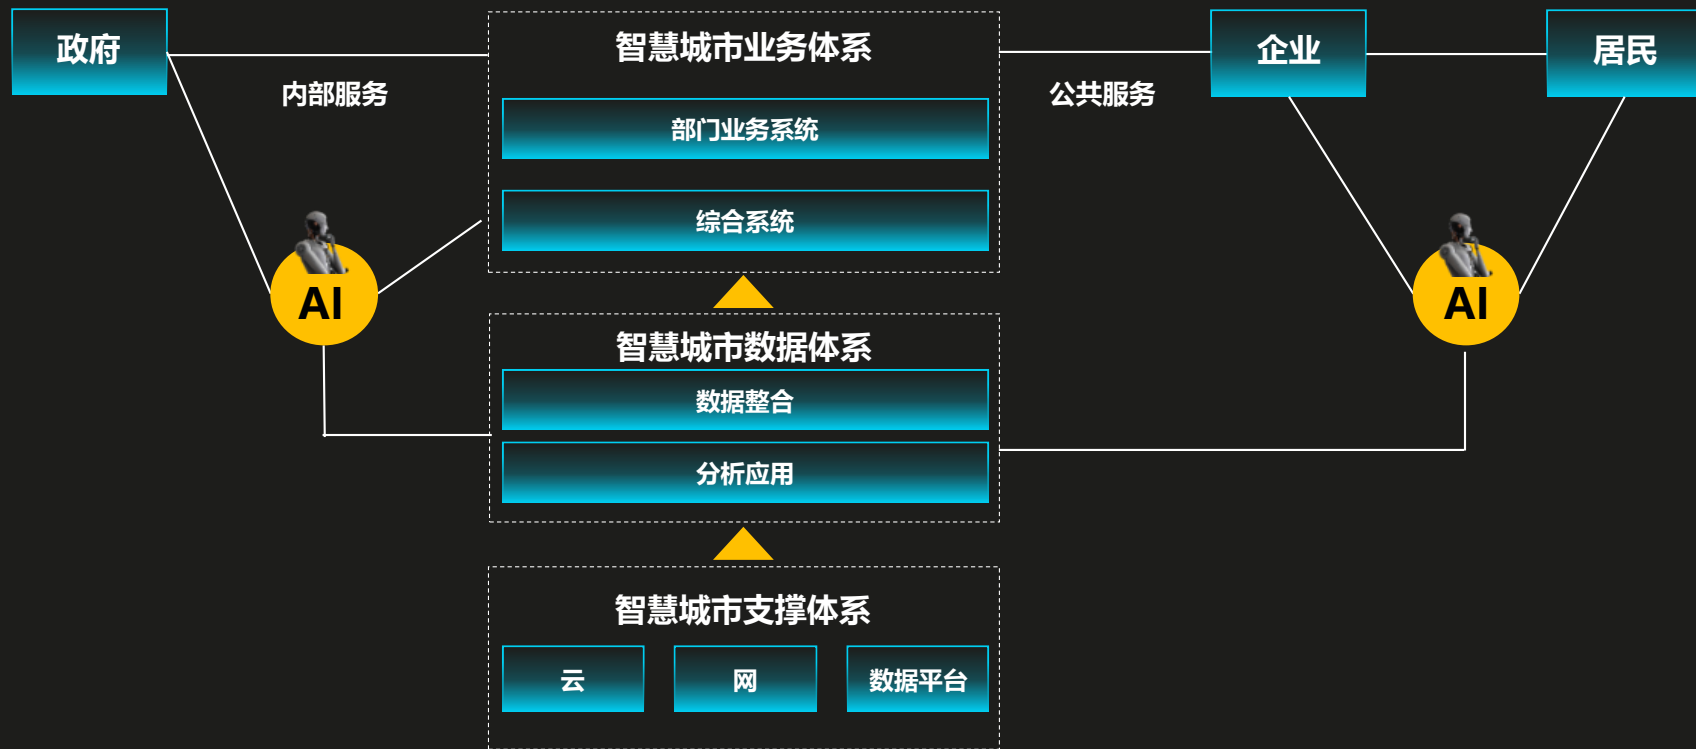 政府
智慧城市业务体系
企业
居民
内部服务
公共服务
部门业务系统
综合系统
AI
AI
智慧城市数据体系
数据整合
分析应用
智慧城市支撑体系
云
网
数据平台